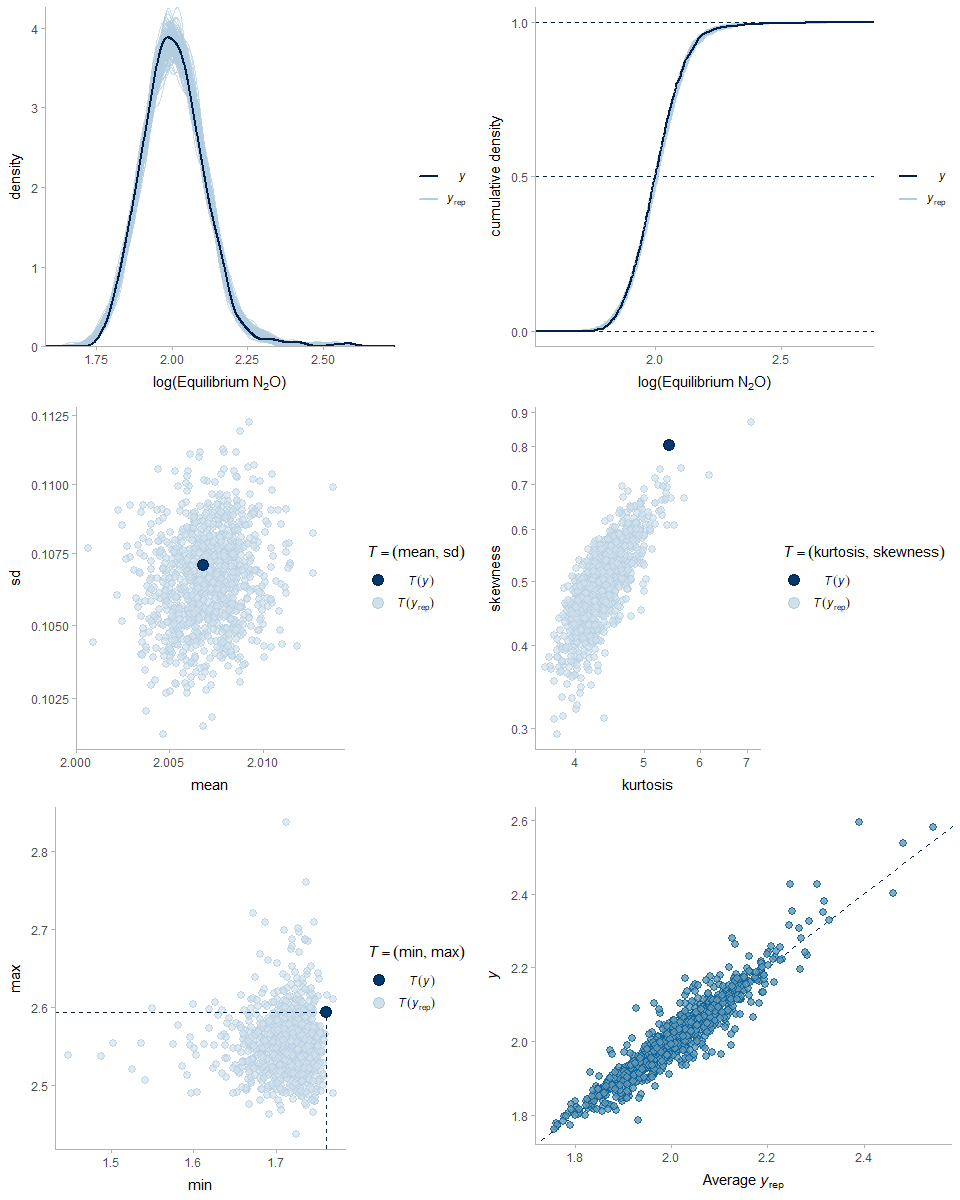 4
3
2
1
0
density
1.75
2.00
2.25
2.50
log(Equilibrium N₂O)
y
yrep
1.0
0.5
0.0
cumulative density
2.0
2.5
log(Equilibrium N₂O)
y
yrep
0.1125
0.1100
0.1075
0.1050
0.1025
sd
2.000
2.005
2.010
mean
T = (mean, sd)
T(y)
T(yrep)
0.9
0.8
0.7
0.6
0.5
0.4
0.3
skewness
4
5
6
7
kurtosis
T = (kurtosis, skewness)
T(y)
T(yrep)
2.8
2.7
2.6
2.5
max
1.5
1.6
1.7
min
T = (min, max)
T(y)
T(yrep)
2.6
2.4
2.2
2.0
1.8
y
1.8
2.0
2.2
2.4
Average yrep